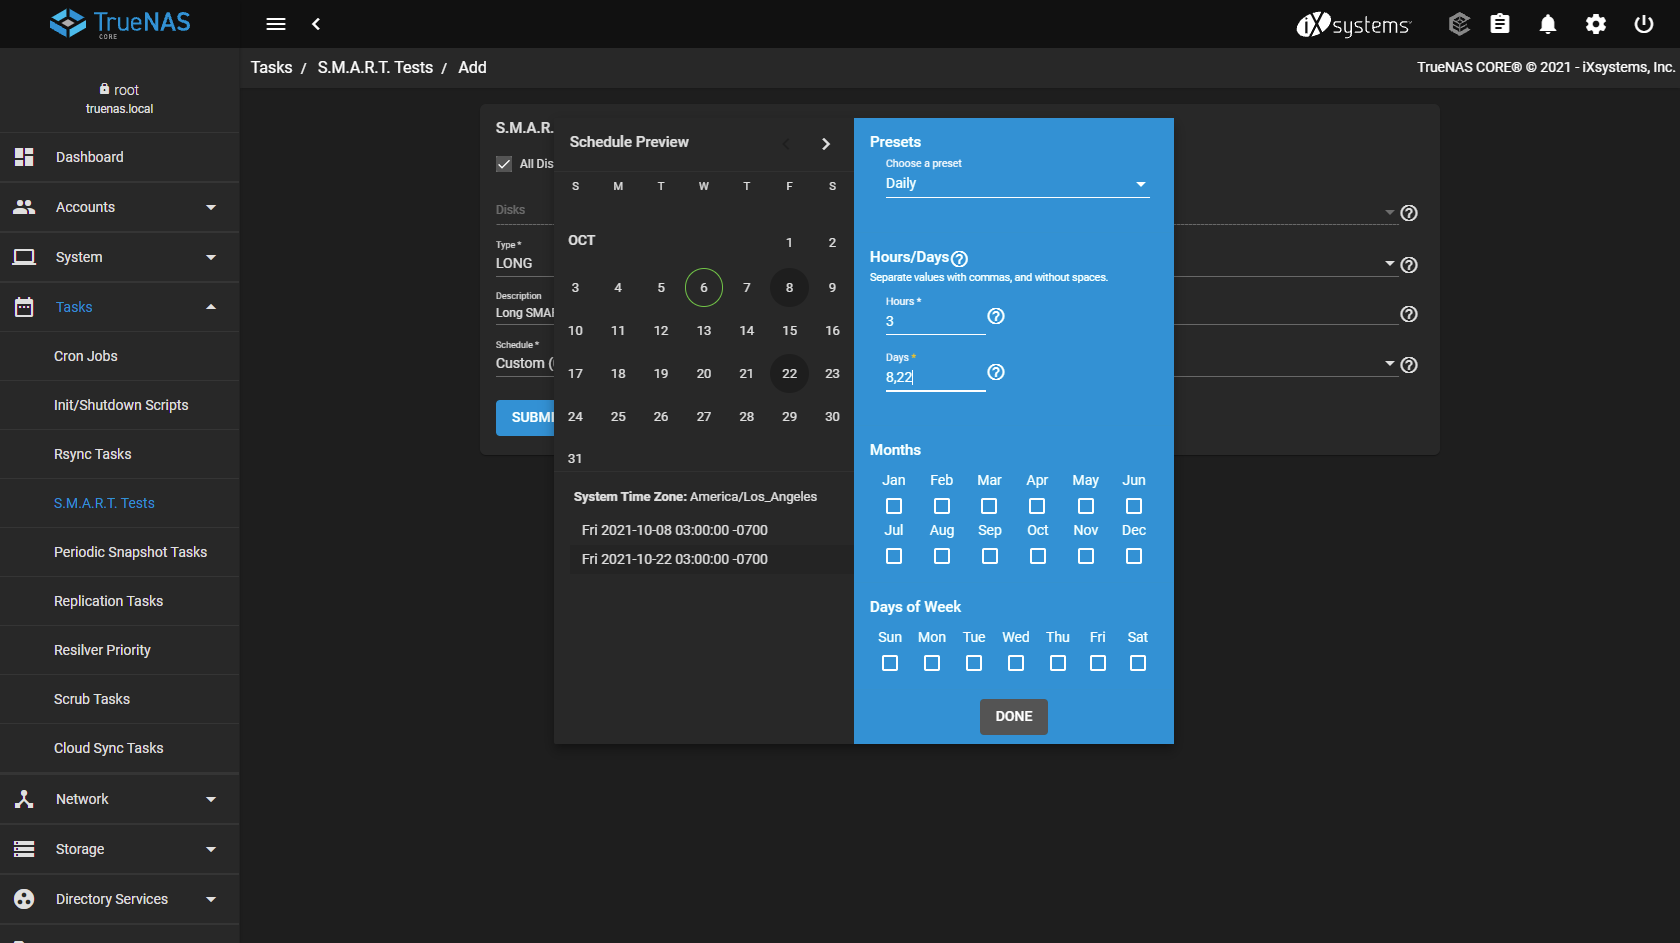 TrueNAS
CORE
iXsystems
Tasks / S.M.A.R.T. Tests / Add
TrueNAS CORE® © 2021 - iXsystems, Inc.
root
truenas.local
Dashboard
Accounts
System
Tasks
Cron Jobs
Init/Shutdown Scripts
Rsync Tasks
S.M.A.R.T. Tests
Periodic Snapshot Tasks
Replication Tasks
Resilver Priority
Scrub Tasks
Cloud Sync Tasks
Network
Storage
Directory Services
S.M.A.R.
All Dis
Disks
Type *
LONG
Description
Long SMA
Schedule *
Custom (
SUBM
Schedule Preview
S M T W T F S
OCT 1 2
3 4 5 6 7 8 9
10 11 12 13 14 15 16
17 18 19 20 21 22 23
24 25 26 27 28 29 30
31
System Time Zone: America/Los_Angeles
Fri 2021-10-08 03:00:00 -0700
Fri 2021-10-22 03:00:00 -0700
Presets
Choose a preset
Daily
Hours/Days
Separate values with commas, and without spaces.
Hours *
3
Days *
8,22
Months
Jan Feb Mar Apr May Jun
Jul Aug Sep Oct Nov Dec
Days of Week
Sun Mon Tue Wed Thu Fri Sat
DONE